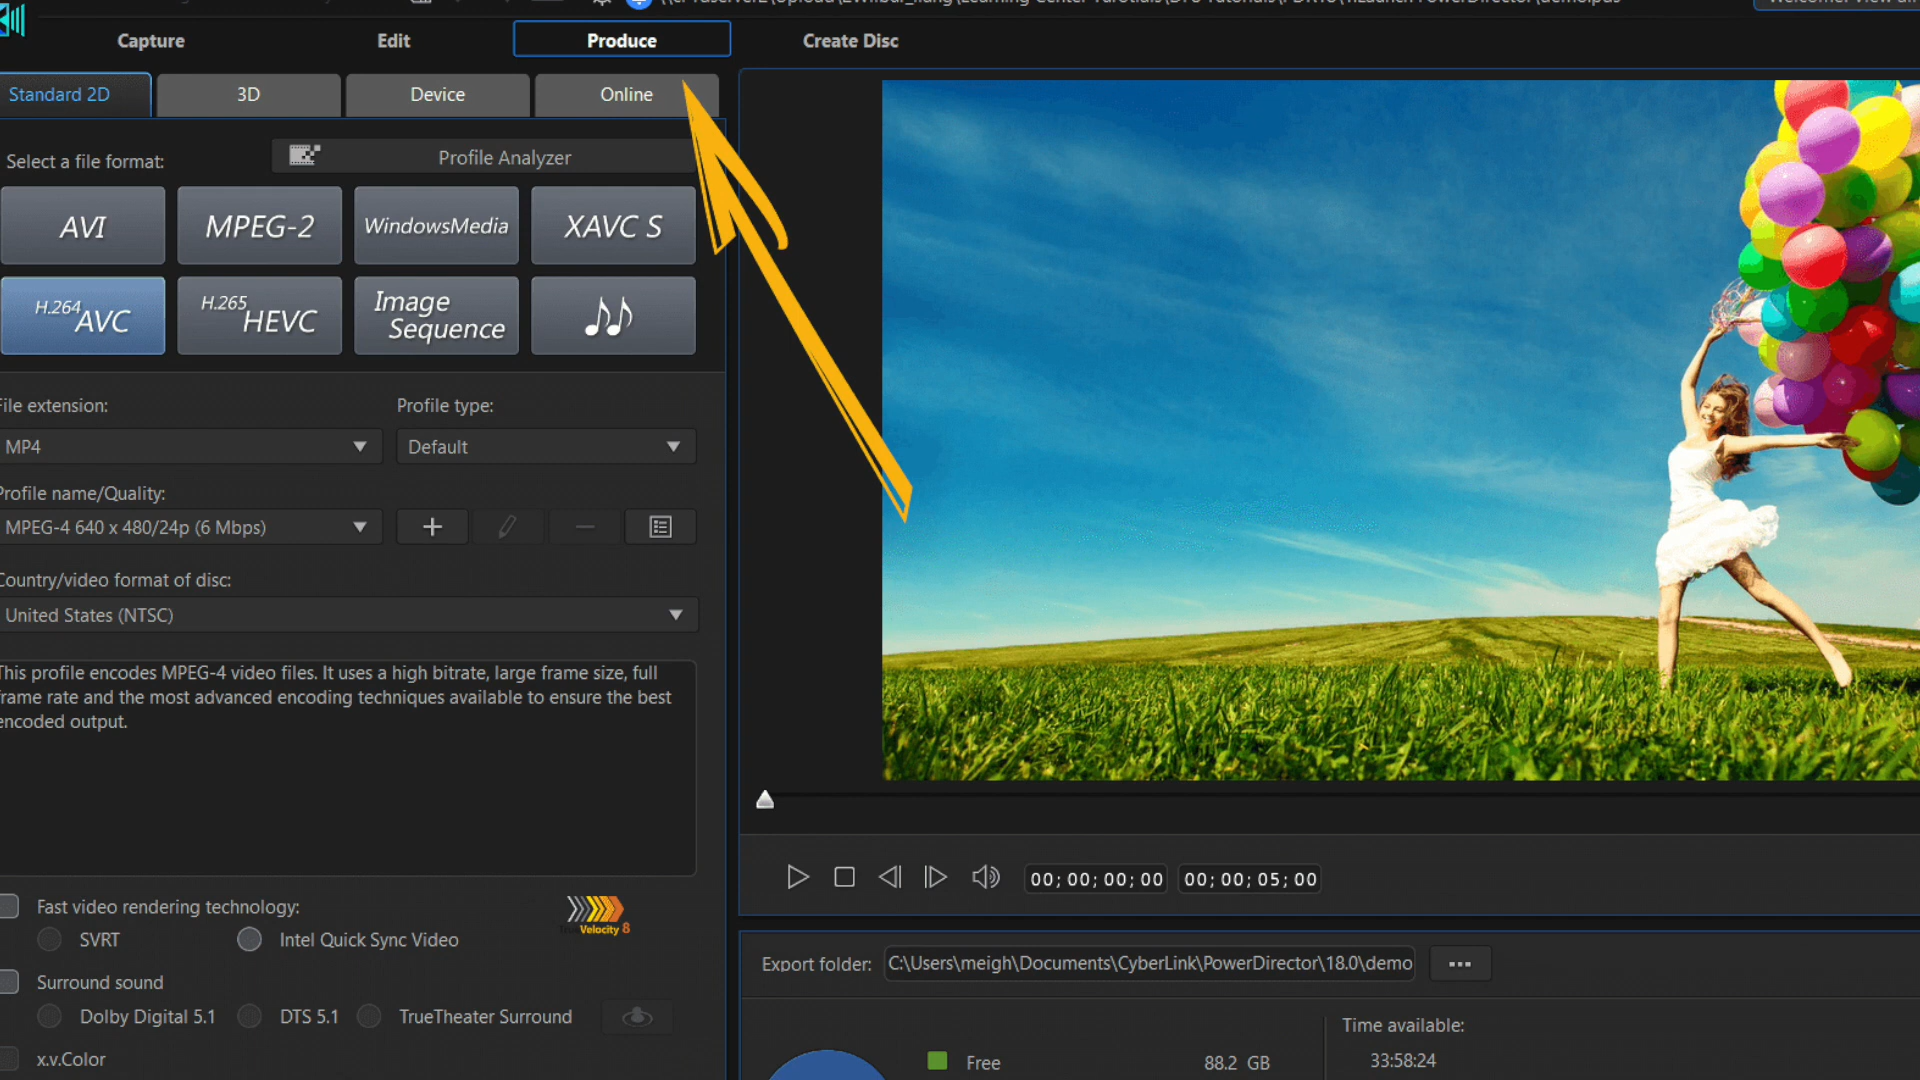 Capture
Edit
Produce
Create Disc
Standard 2D
3D
Device
Online
Select a file format:
Profile Analyzer
AVI
MPEG-2
WindowsMedia
XAVC S
H.264 AVC
H.265 HEVC
Image
Sequence
File extension:
Profile type:
MP4
Default
Profile name/Quality:
MPEG-4 640 x 480/24p (6 Mbps)
Country/video format of disc:
United States (NTSC)
This profile encodes MPEG-4 video files. It uses a high bitrate, large frame size, full
frame rate and the most advanced encoding techniques available to ensure the best
encoded output.
Fast video rendering technology:
TrueVelocity 8
SVRT
Intel Quick Sync Video
Surround sound
Dolby Digital 5.1
DTS 5.1
TrueTheater Surround
x.v.Color
00;00;00;00
00;00;05;00
Export folder:
C:\Users\meigh\Documents\CyberLink\PowerDirector\18.0\demo
Free
88.2 GB
Time available:
33:58:24